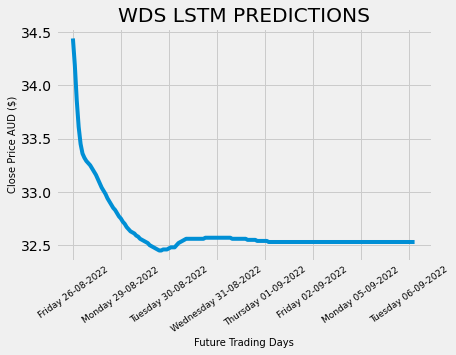 WDS LSTM PREDICTIONS
34.5
34.0
33.5
33.0
32.5
Close Price AUD ($)
Friday 26-08-2022
Monday 29-08-2022
Tuesday 30-08-2022
Wednesday 31-08-2022
Thursday 01-09-2022
Friday 02-09-2022
Monday 05-09-2022
Tuesday 06-09-2022
Future Trading Days